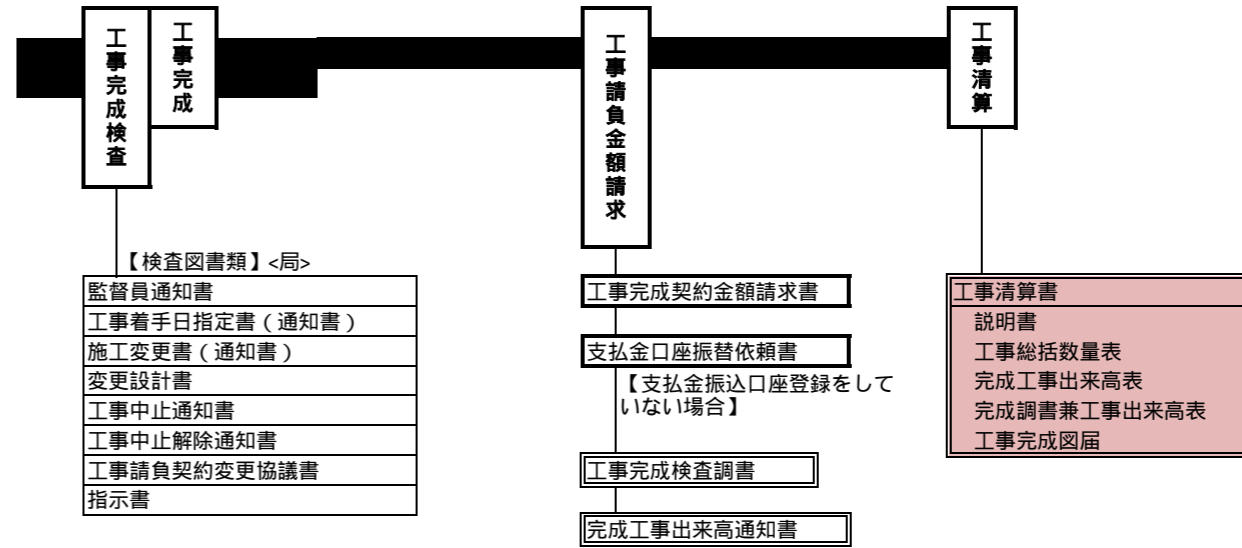 工事完成検査
工事完成
【検査図書類】<局>
監督員通知書
工事着手日指定書（通知書）
施工変更書（通知書）
変更設計書
工事中止通知書
工事中止解除通知書
工事請負契約変更協議書
指示書
工事請負金額請求
工事完成契約金額請求書
支払金口座振替依頼書
【支払金振込口座登録をして
いない場合】
工事完成検査調書
完成工事出来高通知書
工事清算
工事清算書
説明書
工事総括数量表
完成工事出来高表
完成調書兼工事出来高表
工事完成図届